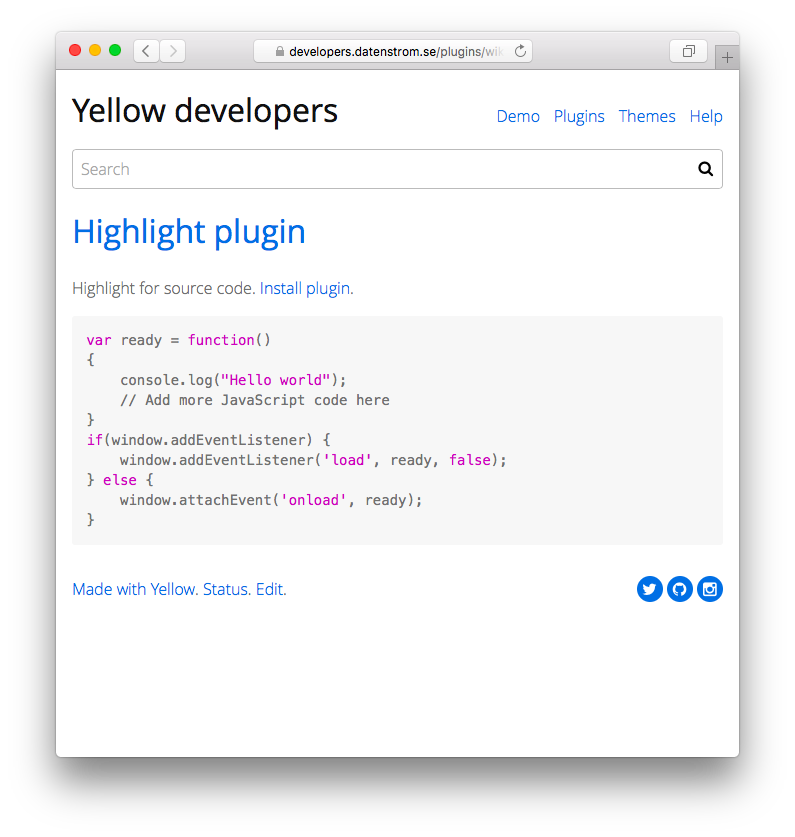 developers.datenstrom.se/plugins/wik
Yellow developers
Demo Plugins Themes Help
Search
Highlight plugin
Highlight for source code. Install plugin.
var ready = function()
{
    console.log("Hello world");
    // Add more JavaScript code here
}
if(window.addEventListener) {
    window.addEventListener('load', ready, false);
} else {
    window.attachEvent('onload', ready);
}
Made with Yellow. Status. Edit.